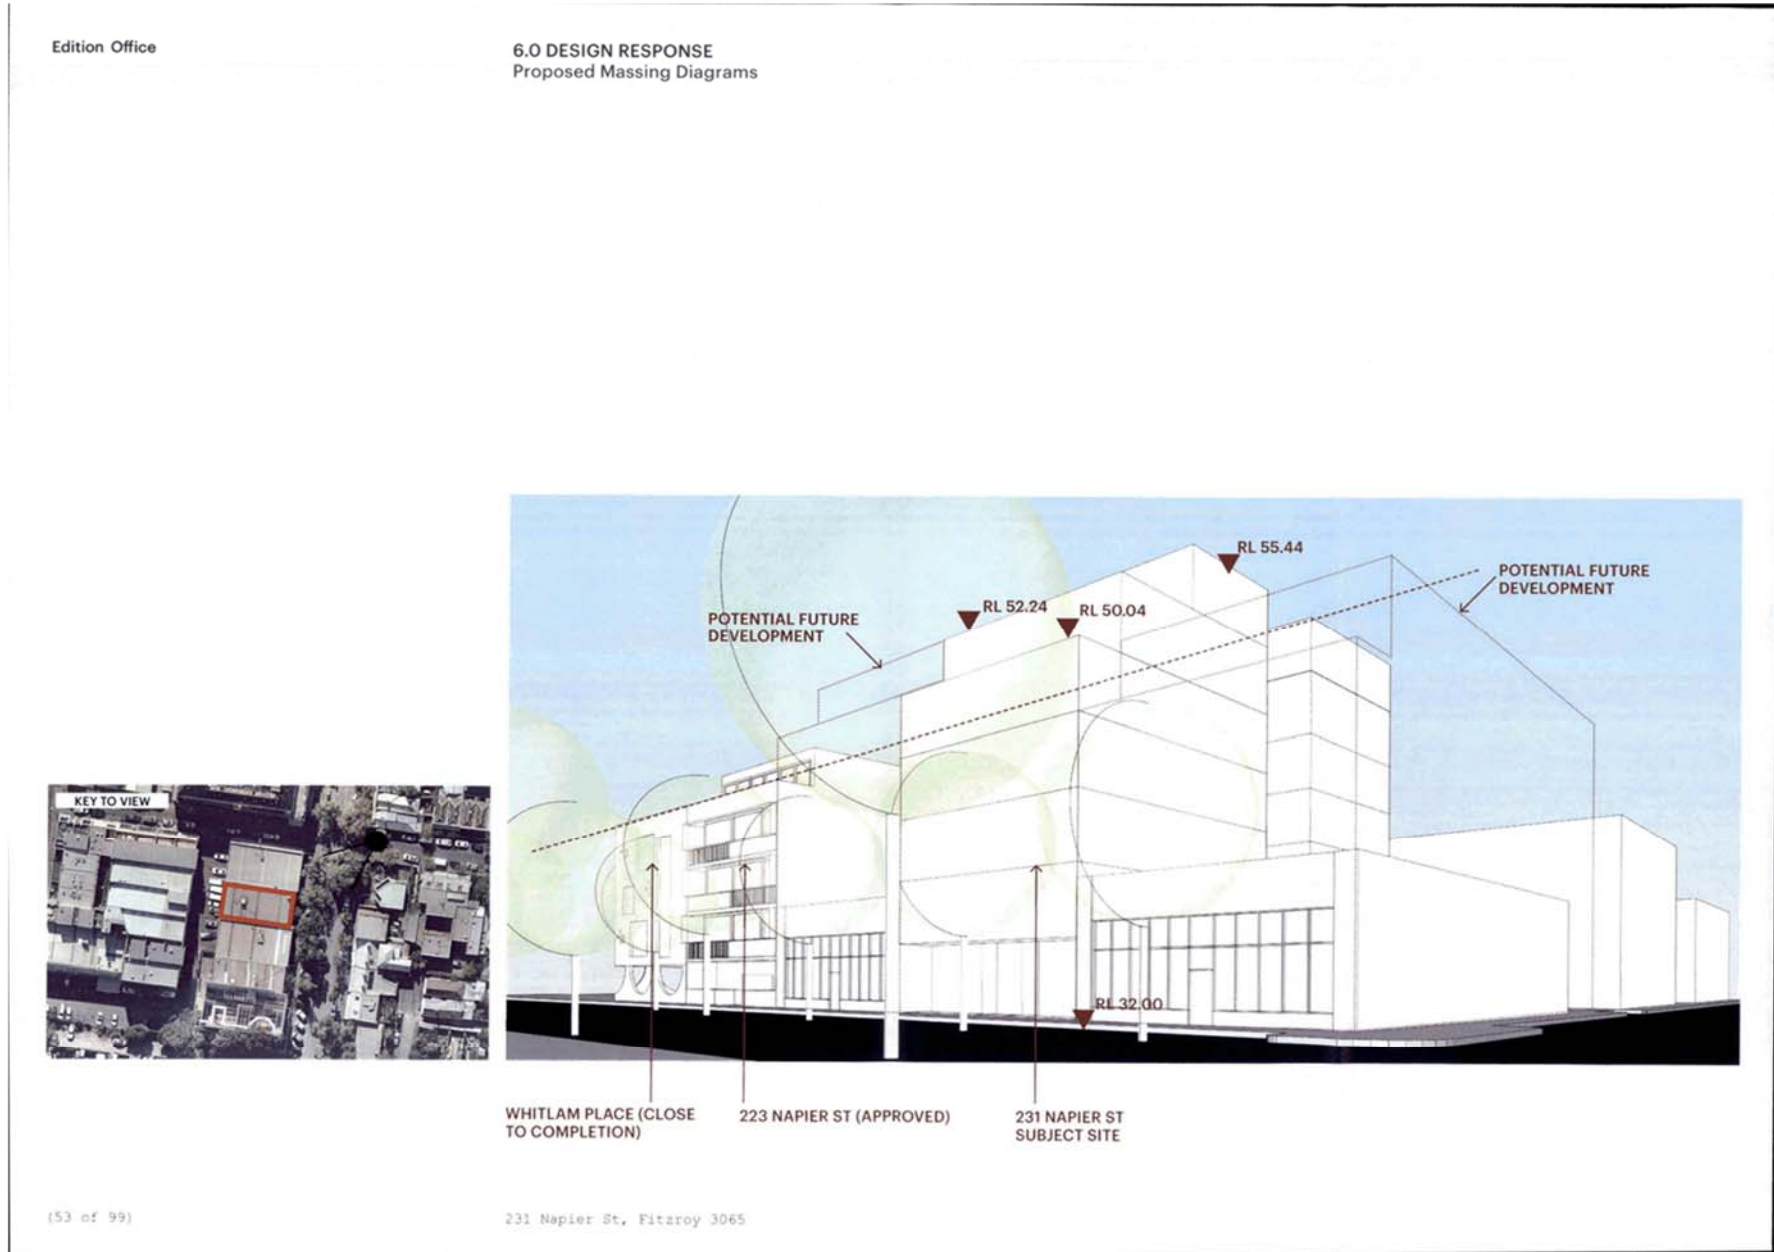 Edition Office
6.0 DESIGN RESPONSE
Proposed Massing Diagrams
RL 55.44
POTENTIAL FUTURE
DEVELOPMENT
RL 52.24
RL 50.04
POTENTIAL FUTURE
DEVELOPMENT
KEY TO VIEW
RL 32.00
WHITLAM PLACE (CLOSE
TO COMPLETION)
223 NAPIER ST (APPROVED)
231 NAPIER ST
SUBJECT SITE
(53 of 99)
231 Napier St, Fitzroy 3065